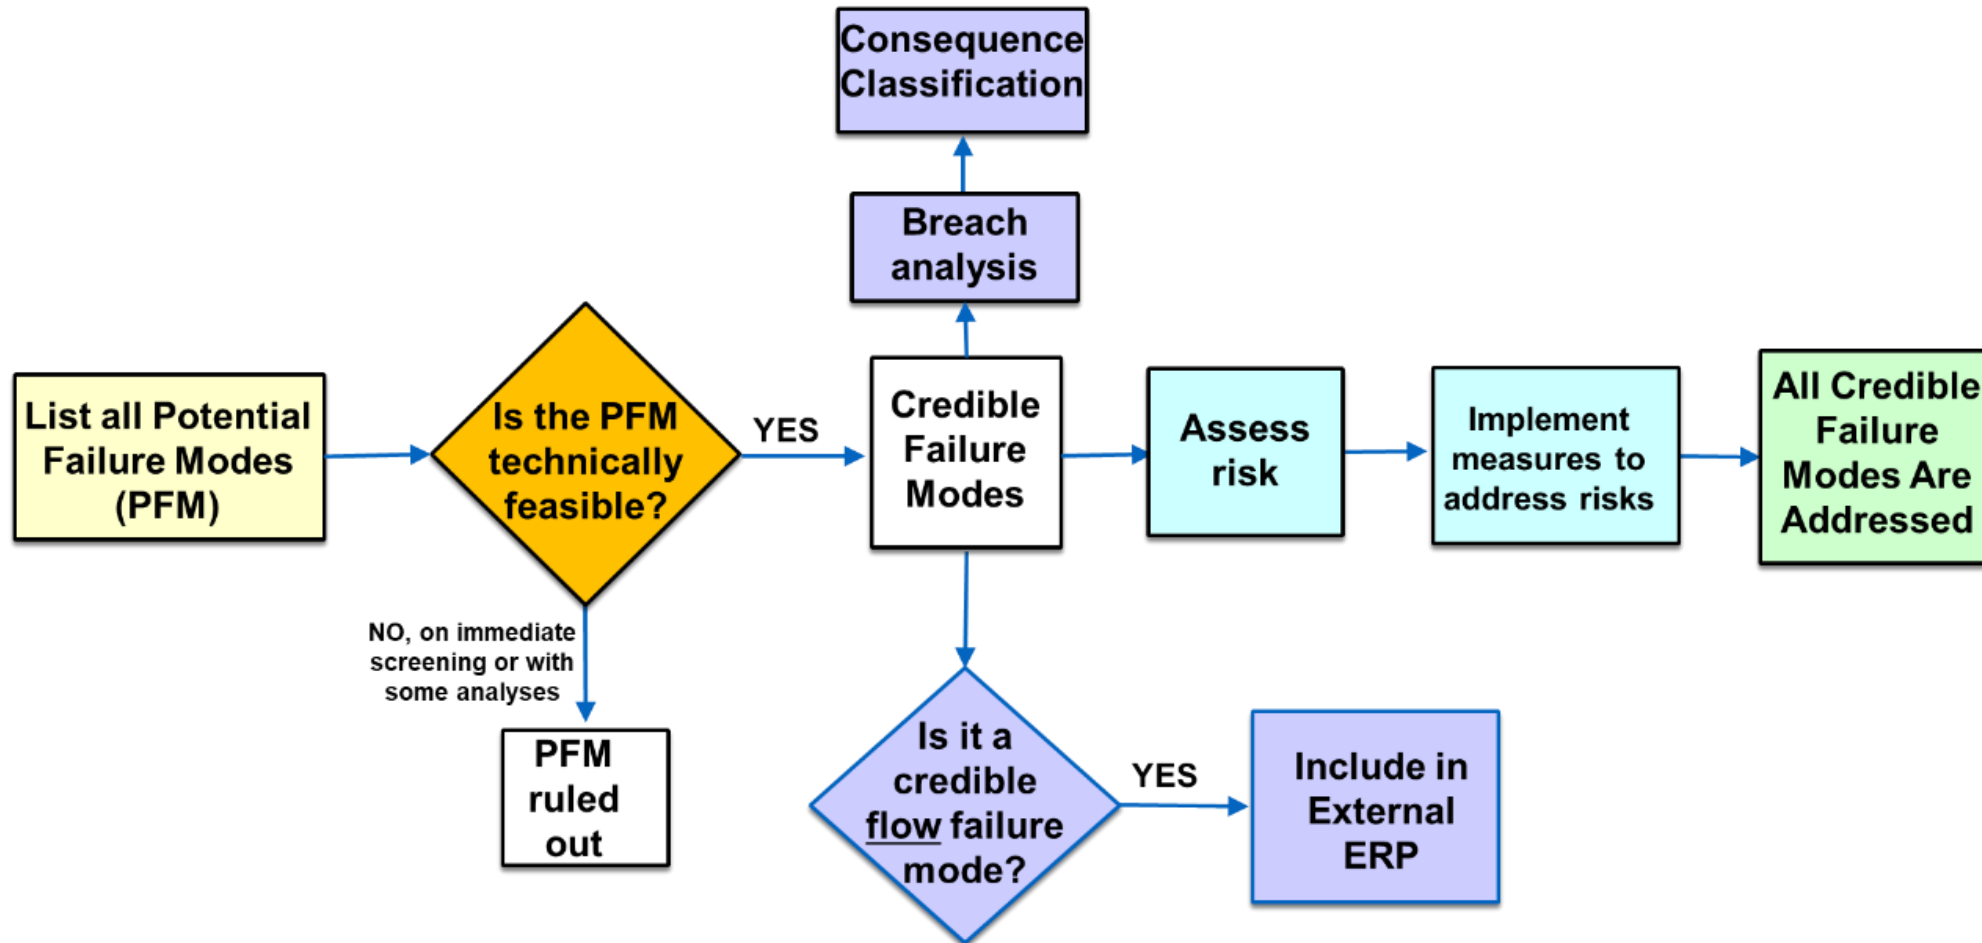 Consequence
Classification
Breach
analysis
List all Potential
Failure Modes
(PFM)
Is the PFM
technically
feasible?
YES
Credible
Failure
Modes
Assess
risk
Implement
measures to
address risks
All Credible
Failure
Modes Are
Addressed
NO, on immediate
screening or with
some analyses
PFM
ruled
out
Is it a
credible
flow failure
mode?
YES
Include in
External
ERP